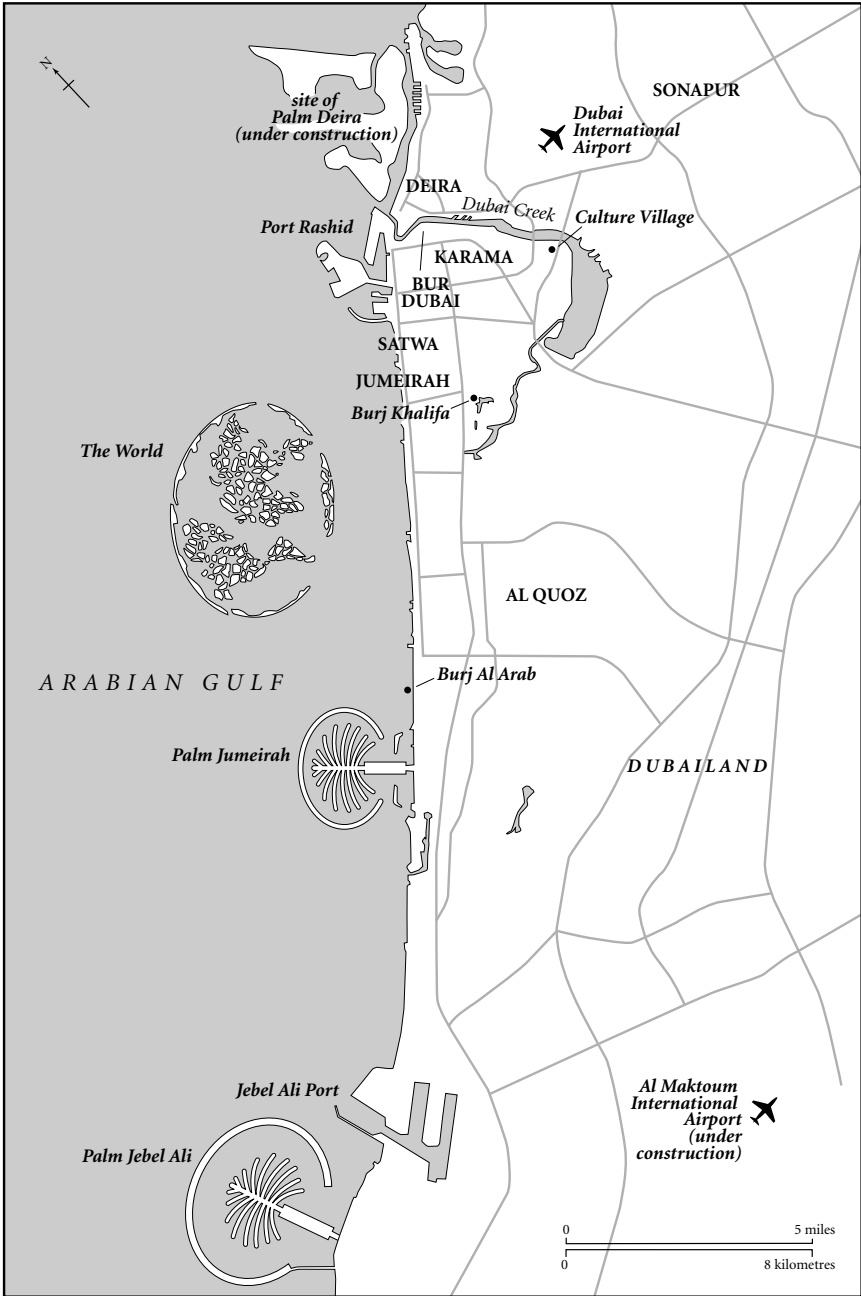 N
site of
Palm Deira
(under construction)
SONAPUR
Dubai
International
Airport
DEIRA
Dubai Creek
Culture Village
Port Rashid
KARAMA
BUR
DUBAI
SATWA
JUMEIRAH
Burj Khalifa
The World
AL QUOZ
ARABIAN GULF
Burj Al Arab
Palm Jumeirah
DUBAILAND
Jebel Ali Port
Al Maktoum
International
Airport
(under
construction)
Palm Jebel Ali
0 5 miles
0 8 kilometres